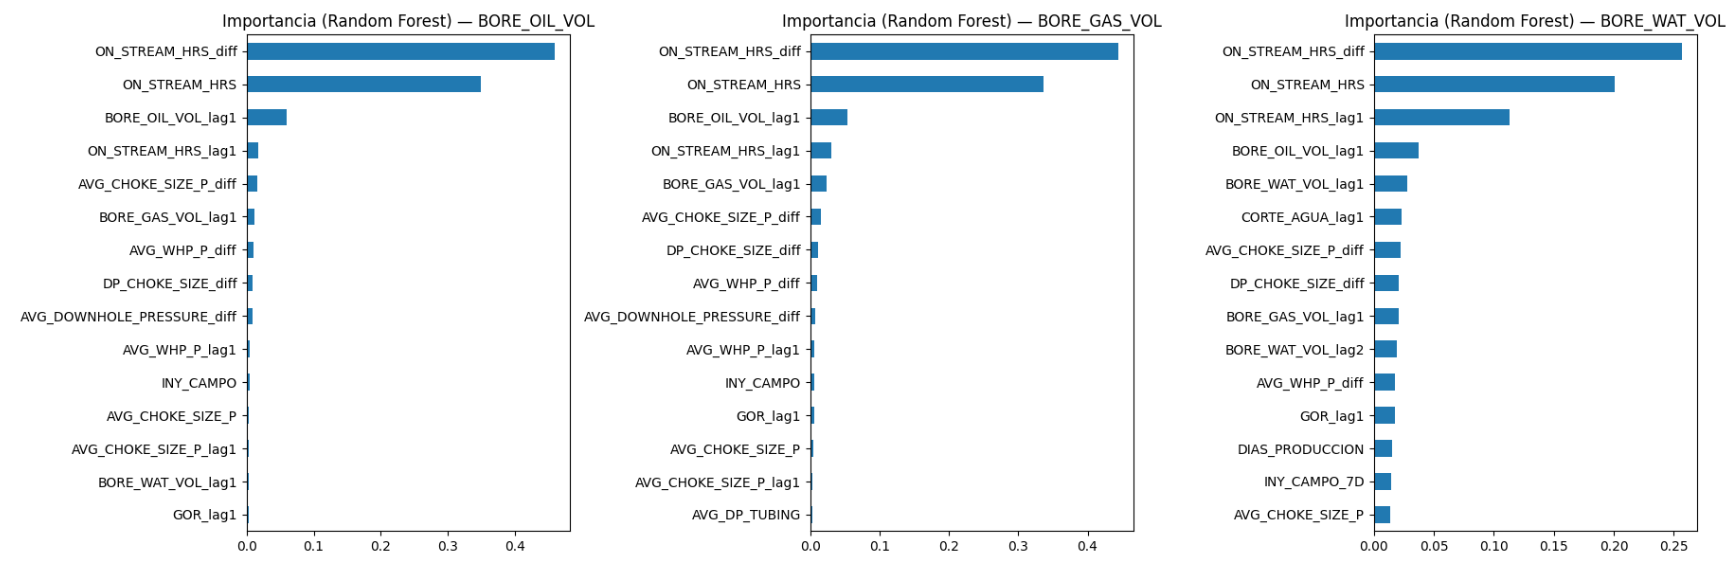 Importancia (Random Forest) — BORE_OIL_VOL
ON_STREAM_HRS_diff
ON_STREAM_HRS
BORE_OIL_VOL_lag1
ON_STREAM_HRS_lag1
AVG_CHOKE_SIZE_P_diff
BORE_GAS_VOL_lag1
AVG_WHP_P_diff
DP_CHOKE_SIZE_diff
AVG_DOWNHOLE_PRESSURE_diff
AVG_WHP_P_lag1
INY_CAMPO
AVG_CHOKE_SIZE_P
AVG_CHOKE_SIZE_P_lag1
BORE_WAT_VOL_lag1
GOR_lag1
0.0 0.1 0.2 0.3 0.4
Importancia (Random Forest) — BORE_GAS_VOL
ON_STREAM_HRS_diff
ON_STREAM_HRS
BORE_OIL_VOL_lag1
ON_STREAM_HRS_lag1
BORE_GAS_VOL_lag1
AVG_CHOKE_SIZE_P_diff
DP_CHOKE_SIZE_diff
AVG_WHP_P_diff
AVG_DOWNHOLE_PRESSURE_diff
AVG_WHP_P_lag1
INY_CAMPO
GOR_lag1
AVG_CHOKE_SIZE_P
AVG_CHOKE_SIZE_P_lag1
AVG_DP_TUBING
0.0 0.1 0.2 0.3 0.4
Importancia (Random Forest) — BORE_WAT_VOL
ON_STREAM_HRS_diff
ON_STREAM_HRS
ON_STREAM_HRS_lag1
BORE_OIL_VOL_lag1
BORE_WAT_VOL_lag1
CORTE_AGUA_lag1
AVG_CHOKE_SIZE_P_diff
DP_CHOKE_SIZE_diff
BORE_GAS_VOL_lag1
BORE_WAT_VOL_lag2
AVG_WHP_P_diff
GOR_lag1
DIAS_PRODUCCION
INY_CAMPO_7D
AVG_CHOKE_SIZE_P
0.00 0.05 0.10 0.15 0.20 0.25